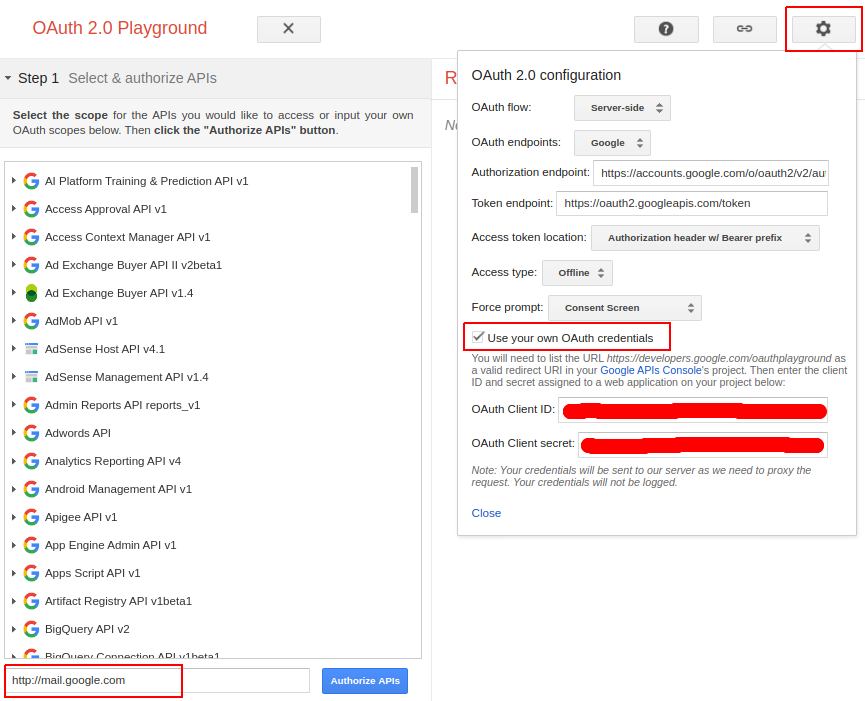 OAuth 2.0 Playground
Step 1 Select & authorize APIs
Select the scope for the APIs you would like to access or input your own
OAuth scopes below. Then click the "Authorize APIs" button.
AI Platform Training & Prediction API v1
Access Approval API v1
Access Context Manager API v1
Ad Exchange Buyer API II v2beta1
Ad Exchange Buyer API v1.4
AdMob API v1
AdSense Host API v4.1
AdSense Management API v1.4
Admin Reports API reports_v1
Adwords API
Analytics Reporting API v4
Android Management API v1
Apigee API v1
App Engine Admin API v1
Apps Script API v1
Artifact Registry API v1beta1
BigQuery API v2
BigQuery Connection API v1beta1
http://mail.google.com
Authorize APIs
R
No
OAuth 2.0 configuration
OAuth flow: Server-side
OAuth endpoints: Google
Authorization endpoint: https://accounts.google.com/o/oauth2/v2/au
Token endpoint: https://oauth2.googleapis.com/token
Access token location: Authorization header w/ Bearer prefix
Access type: Offline
Force prompt: Consent Screen
Use your own OAuth credentials
You will need to list the URL https://developers.google.com/oauthplayground as
a valid redirect URI in your Google APIs Console's project. Then enter the client
ID and secret assigned to a web application on your project below:
OAuth Client ID:
OAuth Client secret:
Note: Your credentials will be sent to our server as we need to proxy the
request. Your credentials will not be logged.
Close